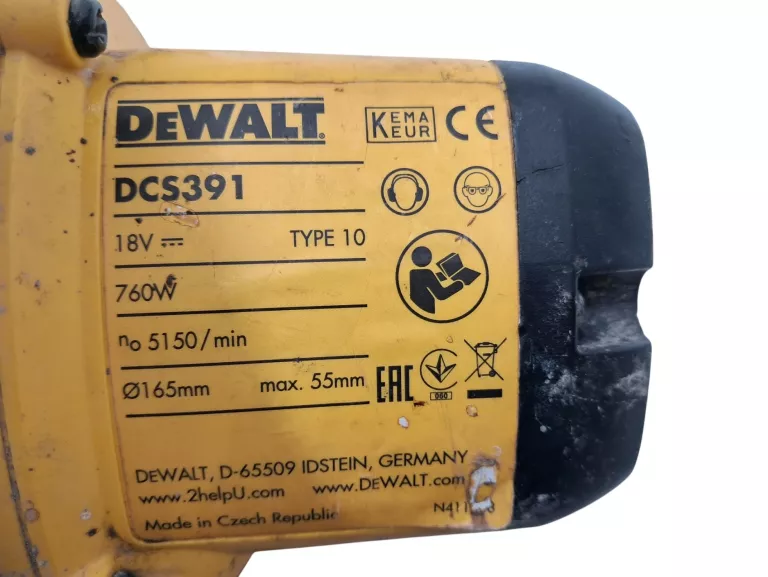 DEWALT
KEMA
KEUR
CE
DCS391
18V TYPE 10
760W
n₀ 5150/min
Ø165mm max. 55mm
EAC
060
DEWALT, D-65509 IDSTEIN, GERMANY
www.2helpU.com www.DEWALT.com
Made in Czech Republic